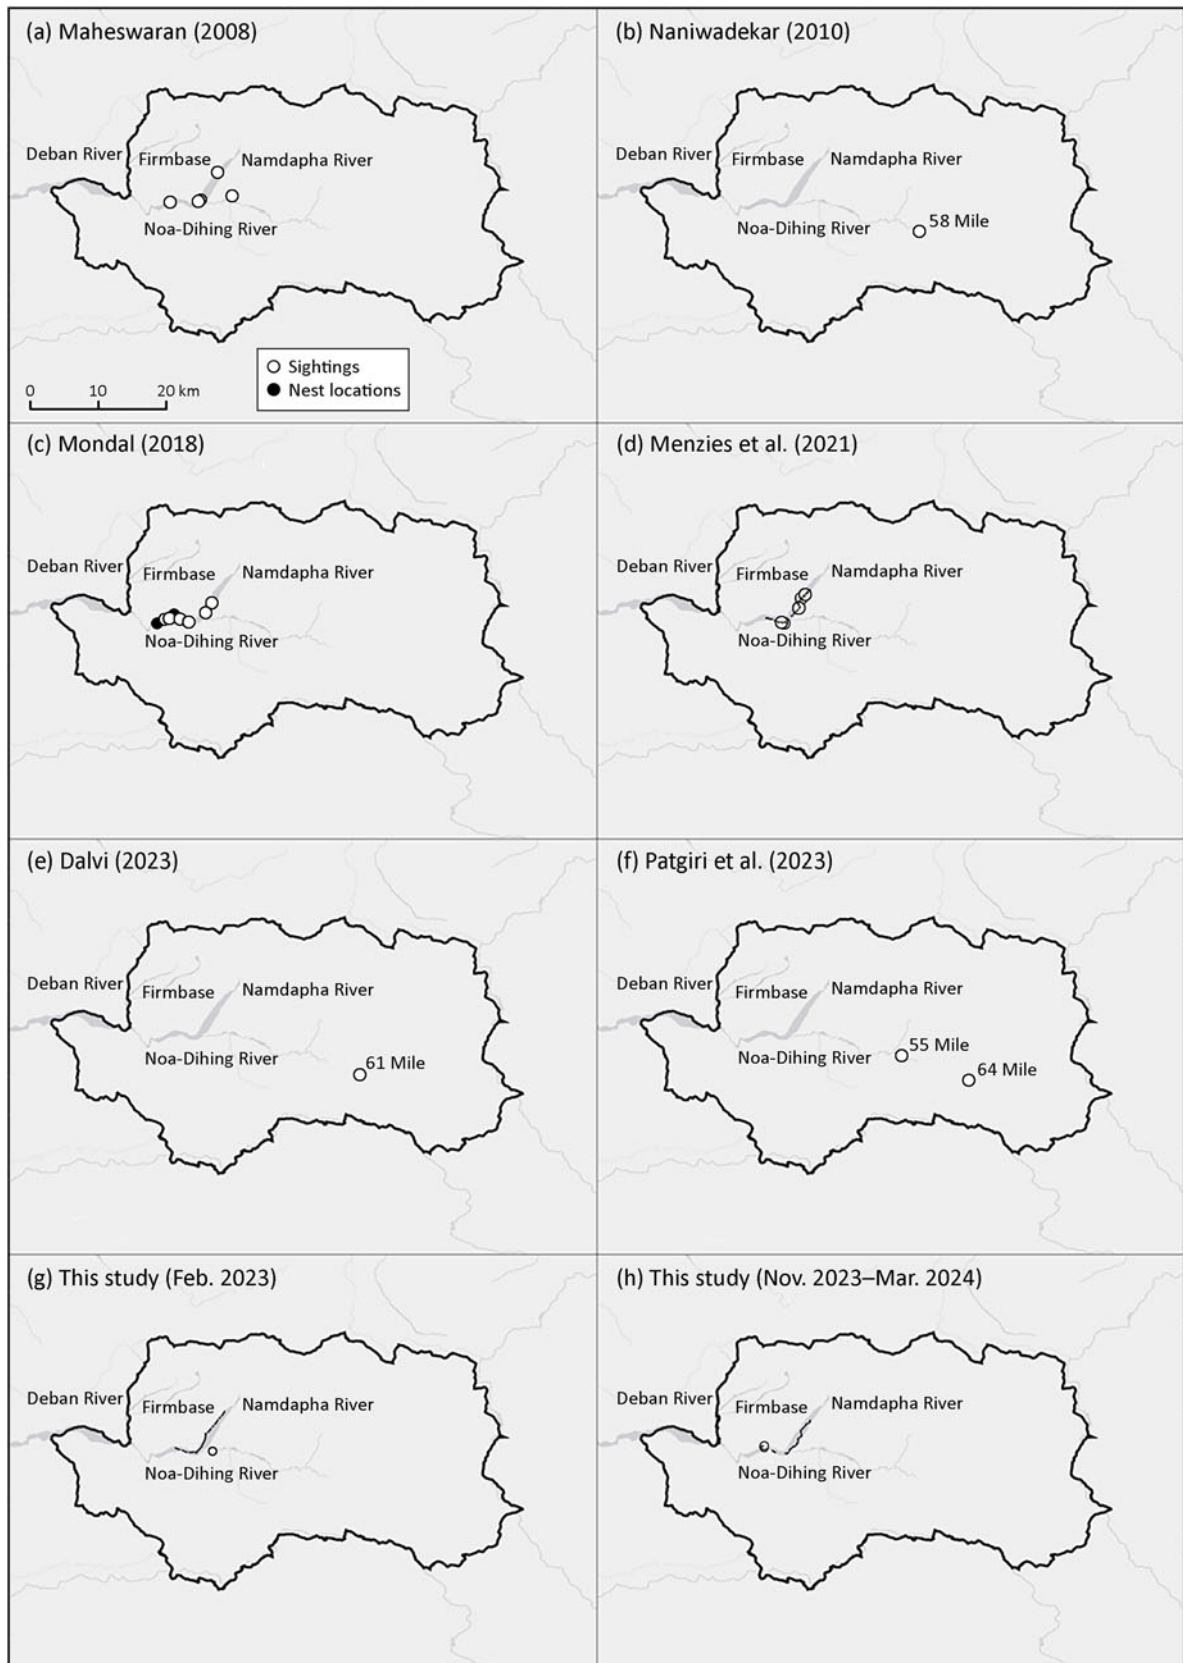 (a) Maheswaran (2008)
Deban River
Firmbase
Namdapha River
Noa-Dihing River
Sightings
Nest locations
0 10 20 km
(b) Naniwadekar (2010)
Deban River
Firmbase
Namdapha River
Noa-Dihing River
58 Mile
(c) Mondal (2018)
Deban River
Firmbase
Namdapha River
Noa-Dihing River
(d) Menzies et al. (2021)
Deban River
Firmbase
Namdapha River
Noa-Dihing River
(e) Dalvi (2023)
Deban River
Firmbase
Namdapha River
Noa-Dihing River
61 Mile
(f) Patgiri et al. (2023)
Deban River
Firmbase
Namdapha River
Noa-Dihing River
55 Mile
64 Mile
(g) This study (Feb. 2023)
Deban River
Firmbase
Namdapha River
Noa-Dihing River
(h) This study (Nov. 2023–Mar. 2024)
Deban River
Firmbase
Namdapha River
Noa-Dihing River